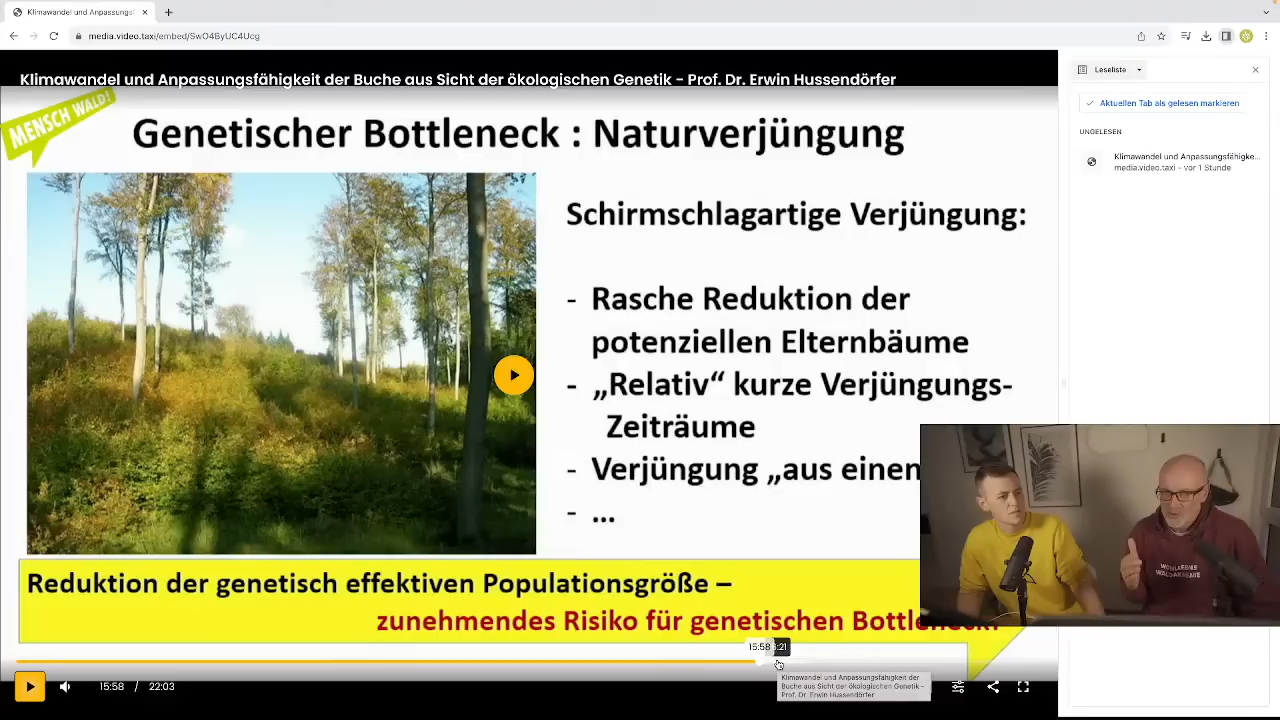 Klimawandel und Anpassungsf
media.video.taxi/embed/SwO4ByUC4Ucg
Leseliste
Aktuellen Tab als gelesen markieren
UNGELESEN
Klimawandel und Anpassungsfähigke...
media.video.taxi – vor 1 Stunde
Klimawandel und Anpassungsfähigkeit der Buche aus Sicht der ökologischen Genetik - Prof. Dr. Erwin Hussendörfer
MENSCH WALD!
Genetischer Bottleneck : Naturverjüngung
Schirmschlagartige Verjüngung:
- Rasche Reduktion der
potenziellen Elternbäume
- „Relativ“ kurze Verjüngungs-
Zeiträume
- Verjüngung „aus einen
- ...
Reduktion der genetisch effektiven Populationsgröße –
zunehmendes Risiko für genetischen Bottleneck!
WOHLLEBENS
WALDAKADEMIE
15:58 :21
15:58 / 22:03
Klimawandel und Anpassungsfähigkeit der
Buche aus Sicht der ökologischen Genetik -
Prof. Dr. Erwin Hussendörfer